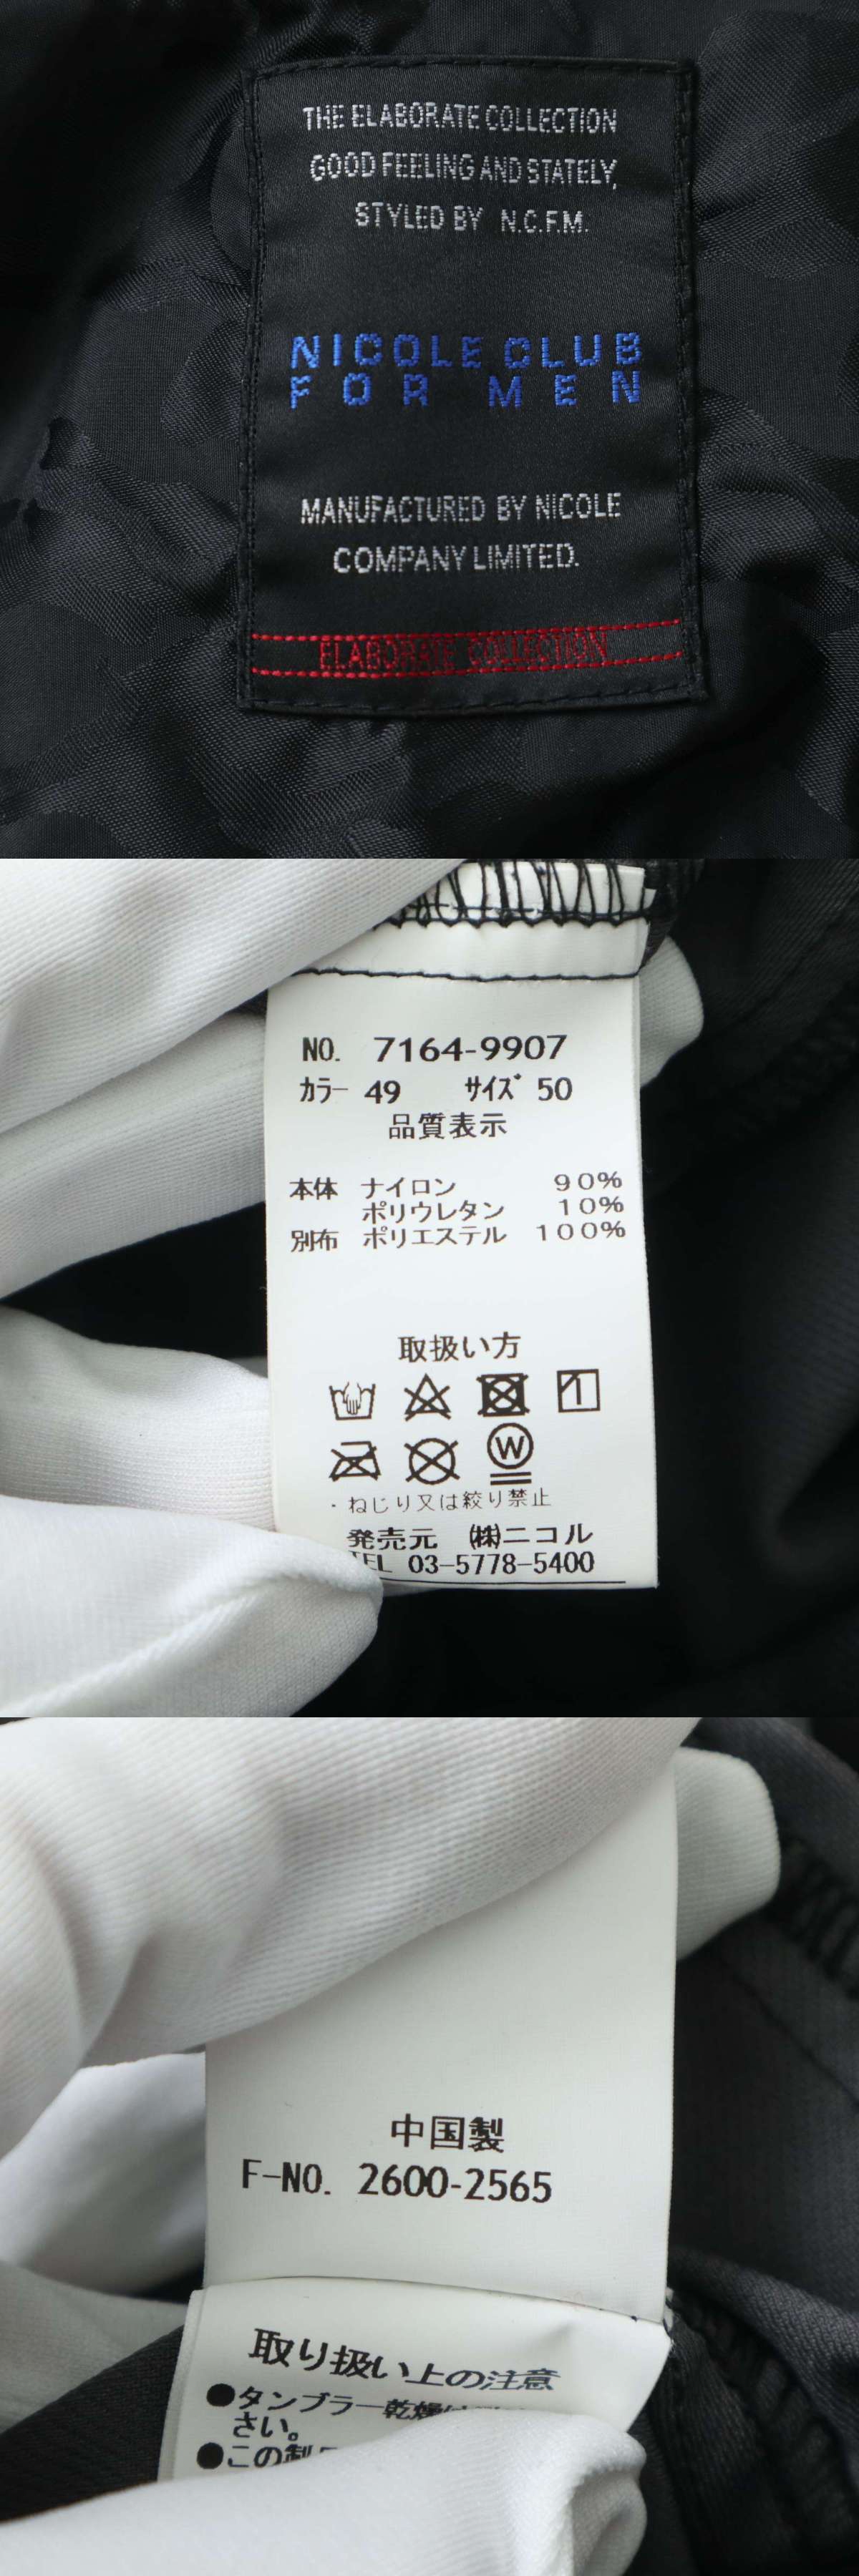 THE ELABORATE COLLECTION
GOOD FEELING AND STATELY,
STYLED BY N.C.F.M.
NICOLE CLUB
FOR MEN
MANUFACTURED BY NICOLE
COMPANY LIMITED.
ELABORATE COLLECTION
NO. 7164-9907
カラー 49 サイズ 50
品質表示
本体 ナイロン 90%
ポリウレタン 10%
別布 ポリエステル 100%
取扱い方
W
・ねじり又は絞り禁止
発売元 ㈱ニコル
TEL 03-5778-5400
中国製
F-NO. 2600-2565
取り扱い上の注意
●タンブラー乾燥は
さい。
●この製